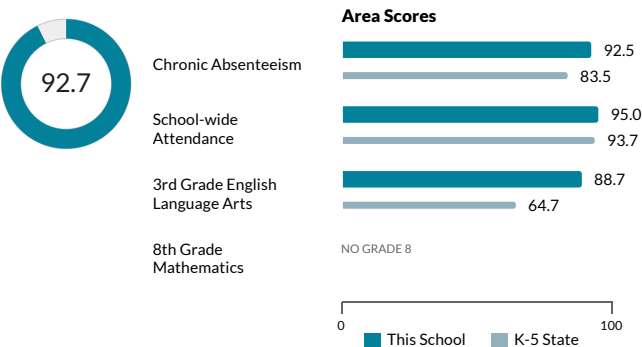 Area Scores
92.7
Chronic Absenteeism
92.5
83.5
School-wide
Attendance
95.0
93.7
3rd Grade English
Language Arts
88.7
64.7
8th Grade
Mathematics
NO GRADE 8
0
100
This School
K-5 State